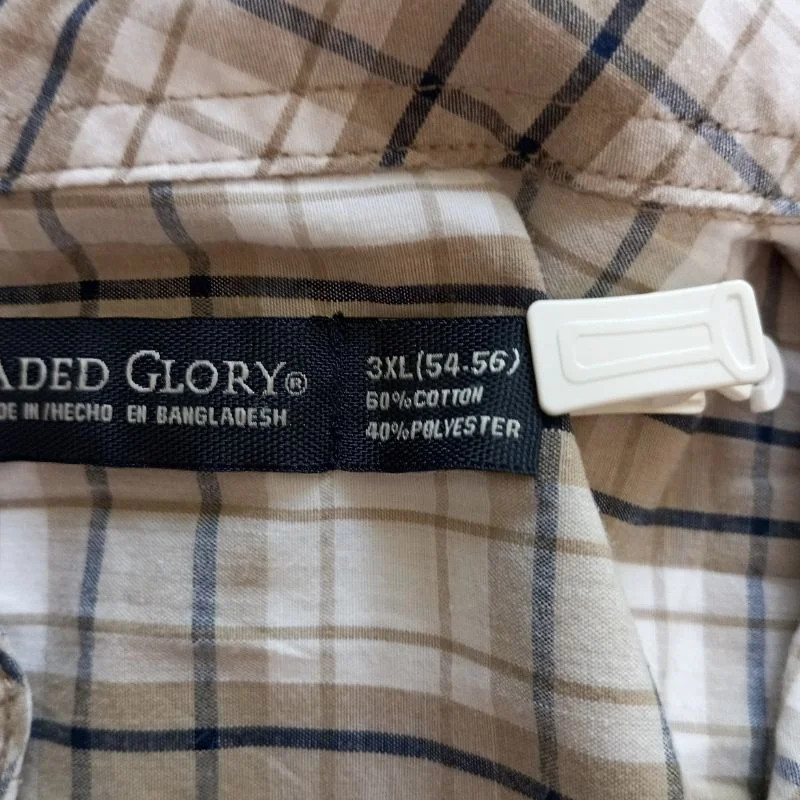 ADED GLORY®
DE IN/HECHO EN BANGLADESH
3XL(54-56)
60%COTTON
40%POLYESTER